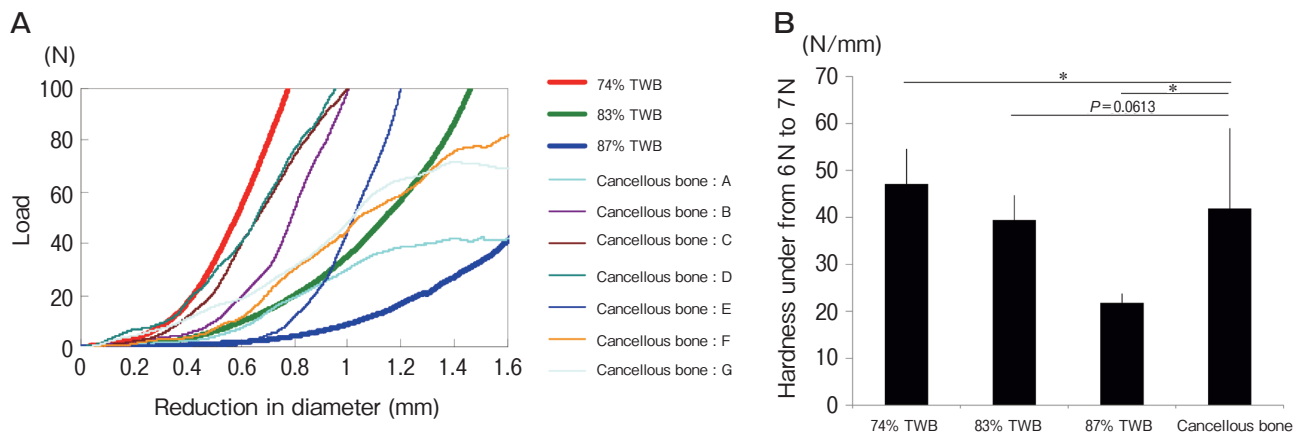 A
(N)
Load
100
80
60
40
20
0
0 0.2 0.4 0.6 0.8 1 1.2 1.4 1.6
Reduction in diameter (mm)
74% TWB
83% TWB
87% TWB
Cancellous bone : A
Cancellous bone : B
Cancellous bone : C
Cancellous bone : D
Cancellous bone : E
Cancellous bone : F
Cancellous bone : G
B
(N/mm)
Hardness under from 6 N to 7 N
70
60
50
40
30
20
10
0
*
*
P = 0.0613
74% TWB 83% TWB 87% TWB Cancellous bone